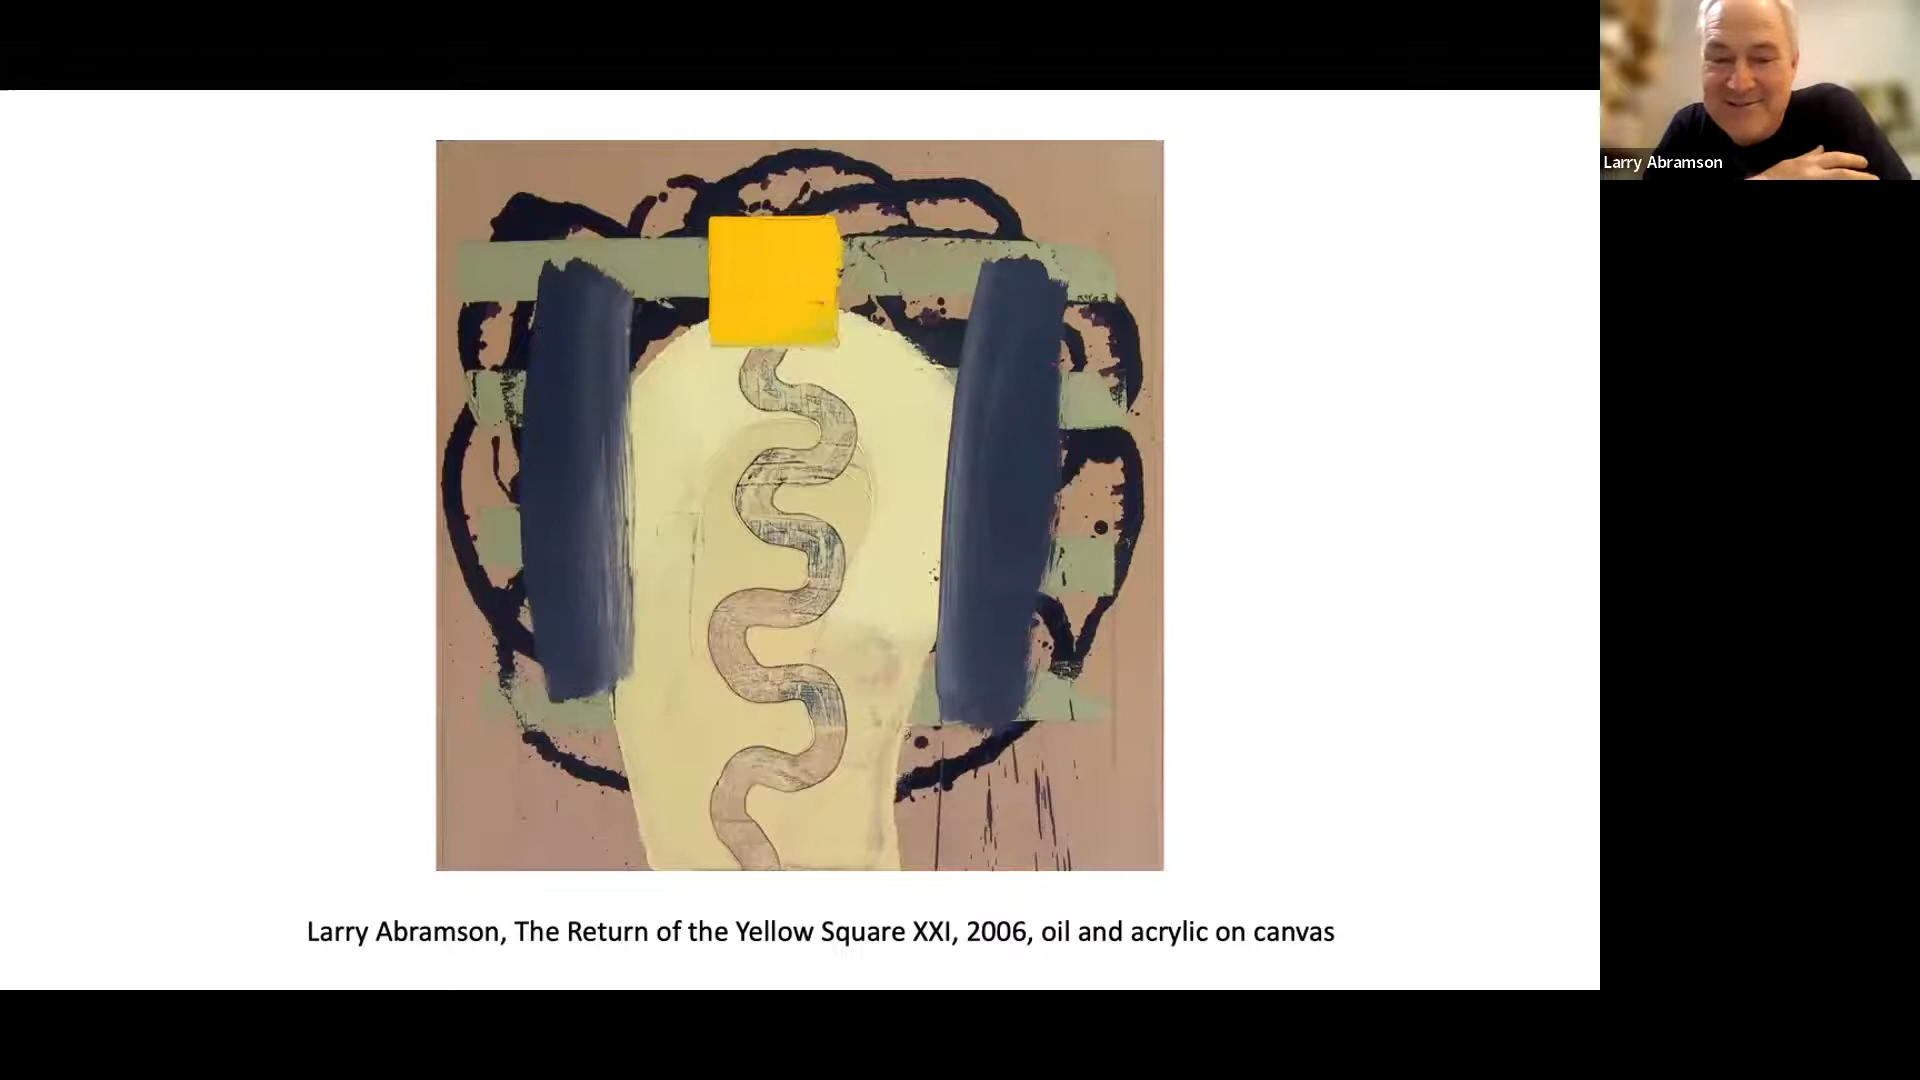 Larry Abramson
Larry Abramson, The Return of the Yellow Square XXI, 2006, oil and acrylic on canvas